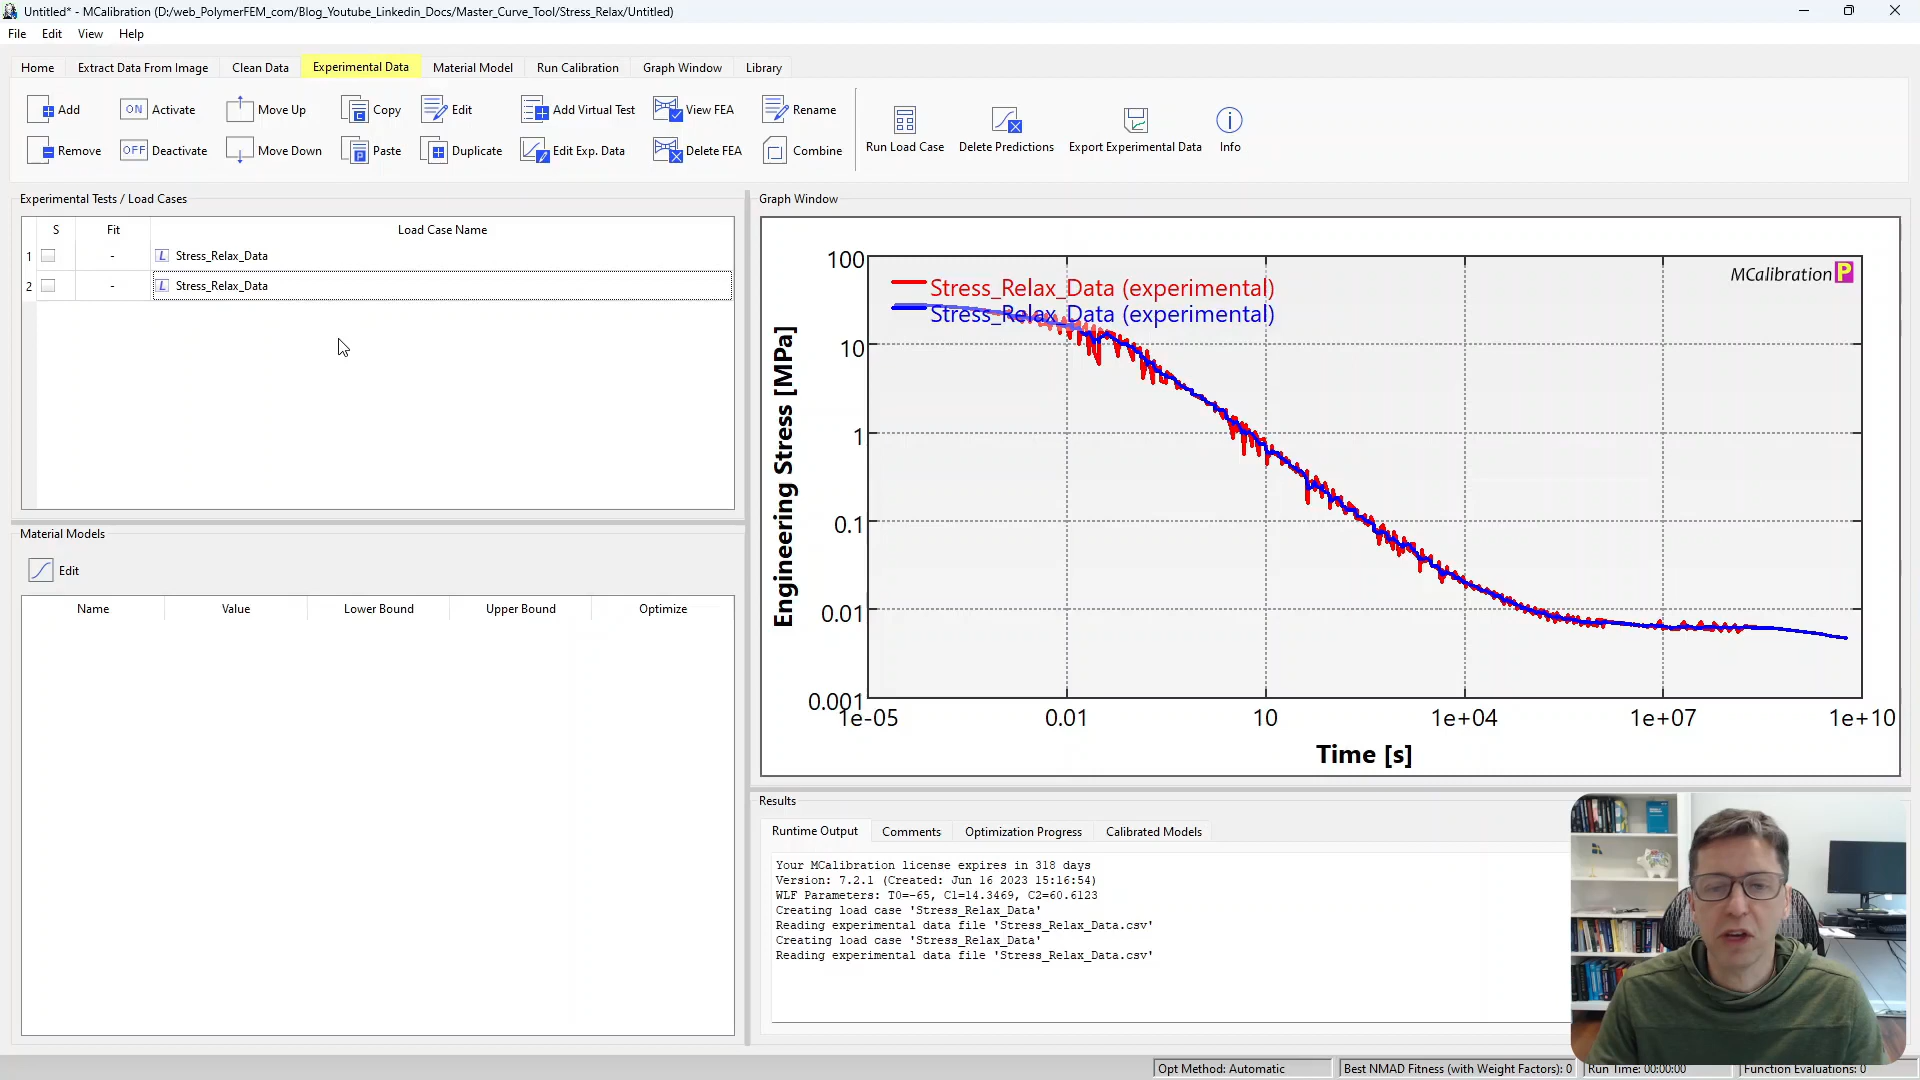 Untitled* - MCalibration (D:/web_PolymerFEM_com/Blog_Youtube_Linkedin_Docs/Master_Curve_Tool/Stress_Relax/Untitled)
File Edit View Help
Home Extract Data From Image Clean Data Experimental Data Material Model Run Calibration Graph Window Library
Add ON Activate Move Up Copy Edit Add Virtual Test View FEA Rename
Remove OFF Deactivate Move Down Paste Duplicate Edit Exp. Data Delete FEA Combine
Run Load Case Delete Predictions Export Experimental Data Info
Experimental Tests / Load Cases
S Fit Load Case Name
1 - L Stress_Relax_Data
2 - L Stress_Relax_Data
Material Models
Edit
Name Value Lower Bound Upper Bound Optimize
Graph Window
MCalibration P
Stress_Relax_Data (experimental)
Stress_Relax_Data (experimental)
Engineering Stress [MPa]
100
10
1
0.1
0.01
0.001
1e-05 0.01 10 1e+04 1e+07 1e+10
Time [s]
Results
Runtime Output Comments Optimization Progress Calibrated Models
Your MCalibration license expires in 318 days
Version: 7.2.1 (Created: Jun 16 2023 15:16:54)
WLF Parameters: T0=-65, C1=14.3469, C2=60.6123
Creating load case 'Stress_Relax_Data'
Reading experimental data file 'Stress_Relax_Data.csv'
Creating load case 'Stress_Relax_Data'
Reading experimental data file 'Stress_Relax_Data.csv'
Opt Method: Automatic Best NMAD Fitness (with Weight Factors): 0 Run Time: 00:00:00 Function Evaluations: 0